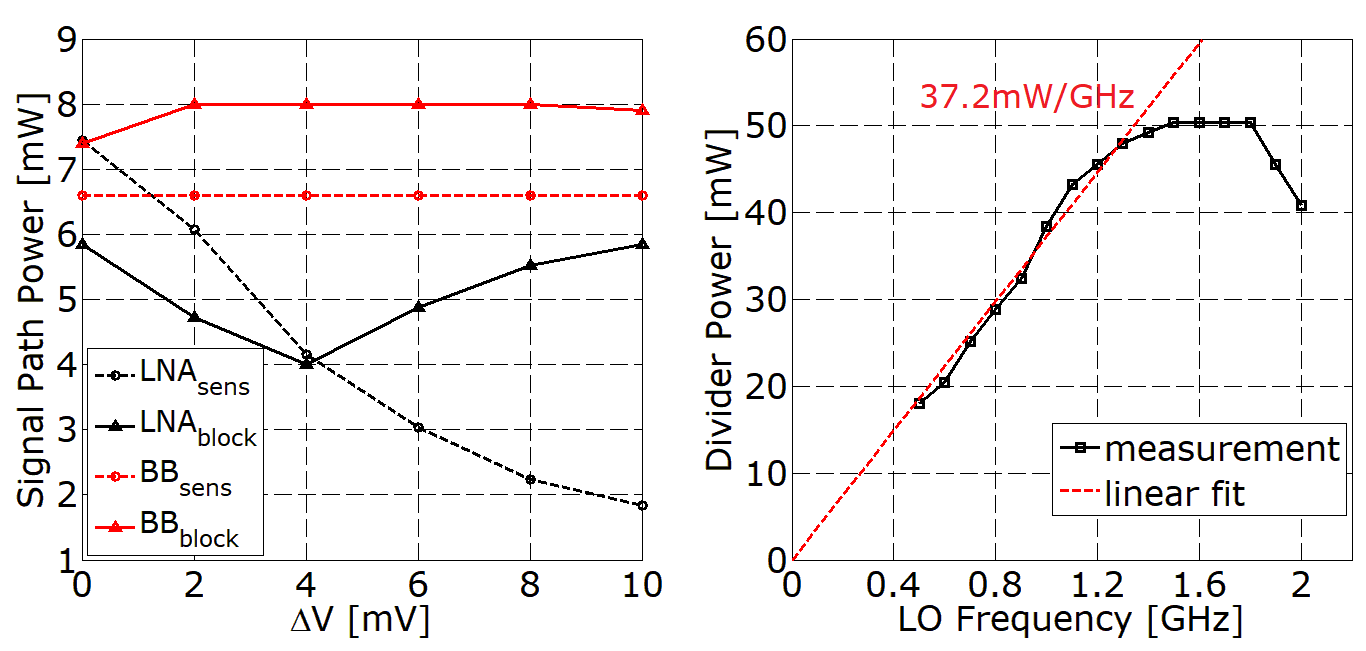 Signal Path Power [mW]
9
8
7
6
5
4
3
2
1
LNAsens
LNAblock
BBsens
BBblock
0 2 4 6 8 10
ΔV [mV]
Divider Power [mW]
60
50
40
30
20
10
0
37.2mW/GHz
measurement
linear fit
0 0.4 0.8 1.2 1.6 2
LO Frequency [GHz]